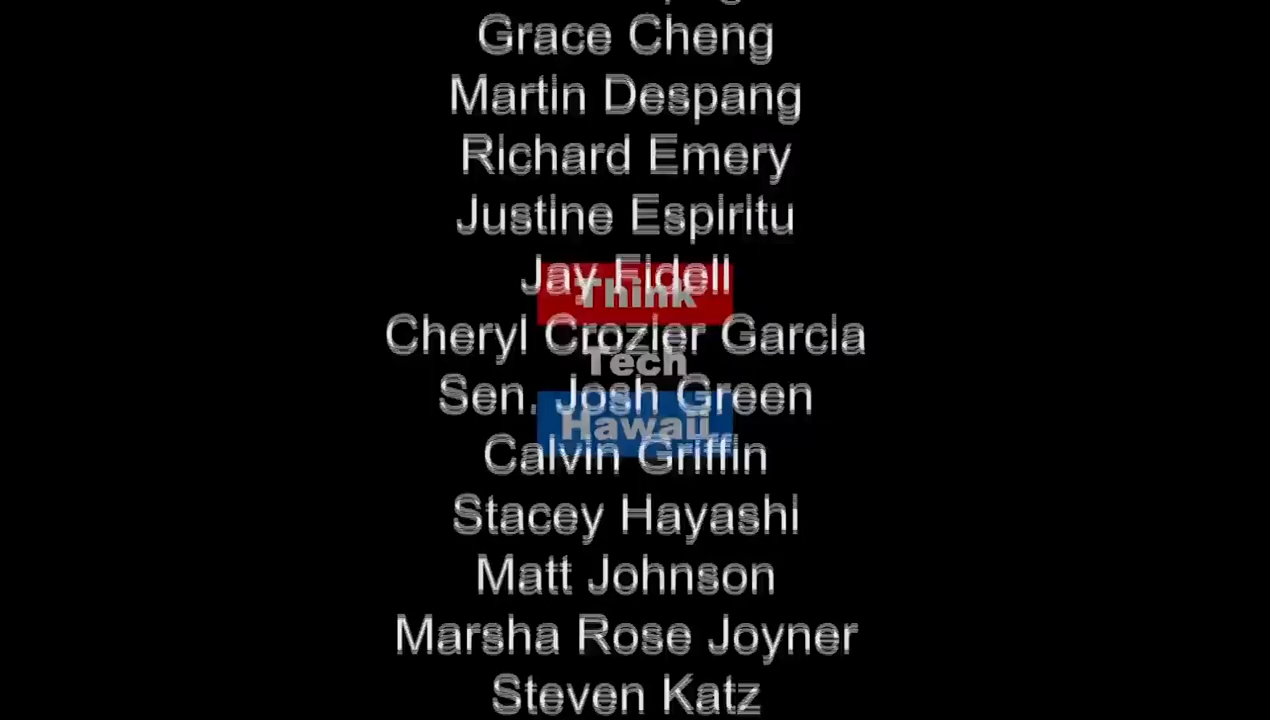 Grace Cheng
Martin Despang
Richard Emery
Justine Espiritu
Jay Fidell
Think
Cheryl Crozier Garcia
Tech
Sen. Josh Green
Hawaii
Calvin Griffin
Stacey Hayashi
Matt Johnson
Marsha Rose Joyner
Steven Katz